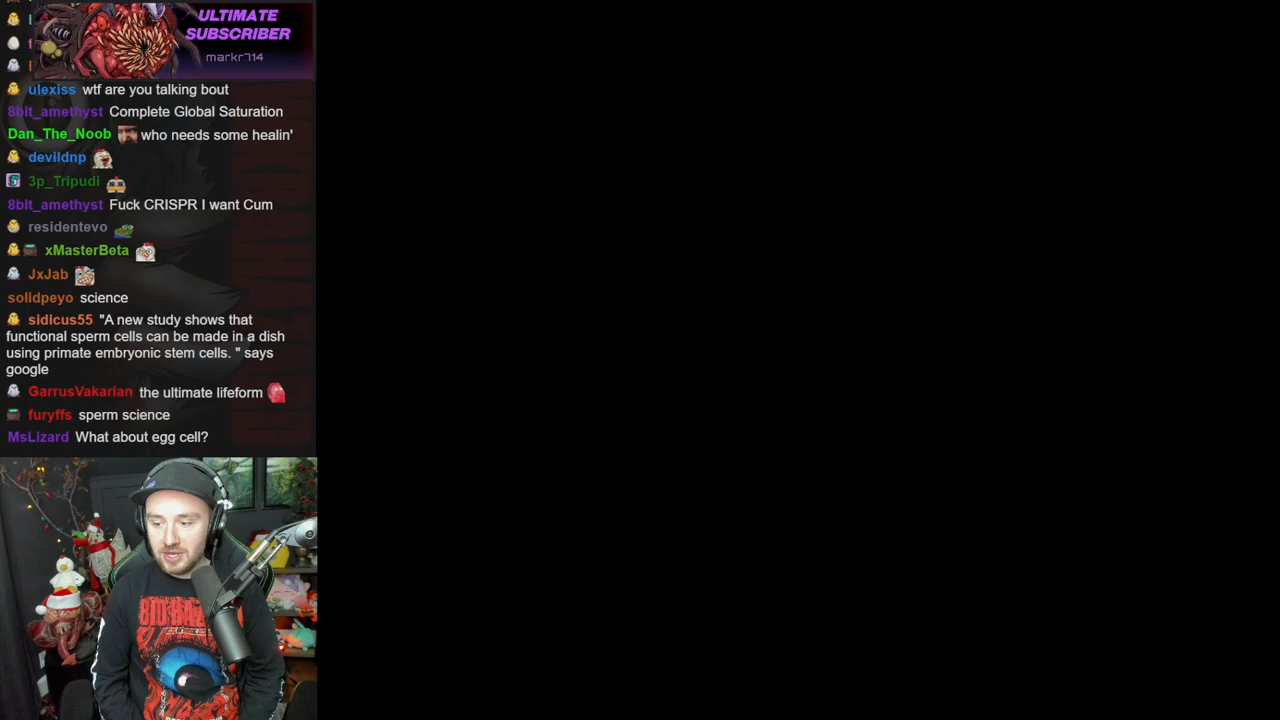 ULTIMATE
SUBSCRIBER
markr714
ulexiss wtf are you talking bout
8bit_amethyst Complete Global Saturation
Dan_The_Noob who needs some healin'
devildnp
3p_Tripudi
8bit_amethyst Fuck CRISPR I want Cum
residentevo
xMasterBeta
JxJab
solidpeyo science
sidicus55 "A new study shows that
functional sperm cells can be made in a dish
using primate embryonic stem cells. " says
google
GarrusVakarian the ultimate lifeform
furyffs sperm science
MsLizard What about egg cell?